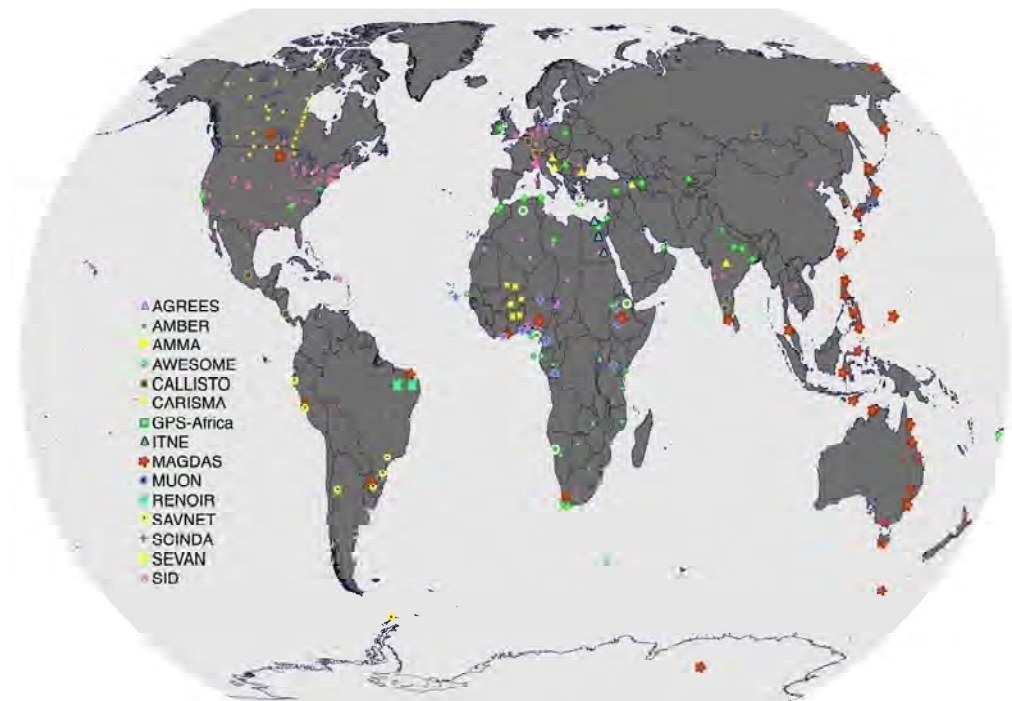 AGREES
AMBER
AMMA
AWESOME
CALLISTO
CARISMA
GPS-Africa
ITNE
MAGDAS
MUON
RENOIR
SAVNET
SCINDA
SEVAN
SID